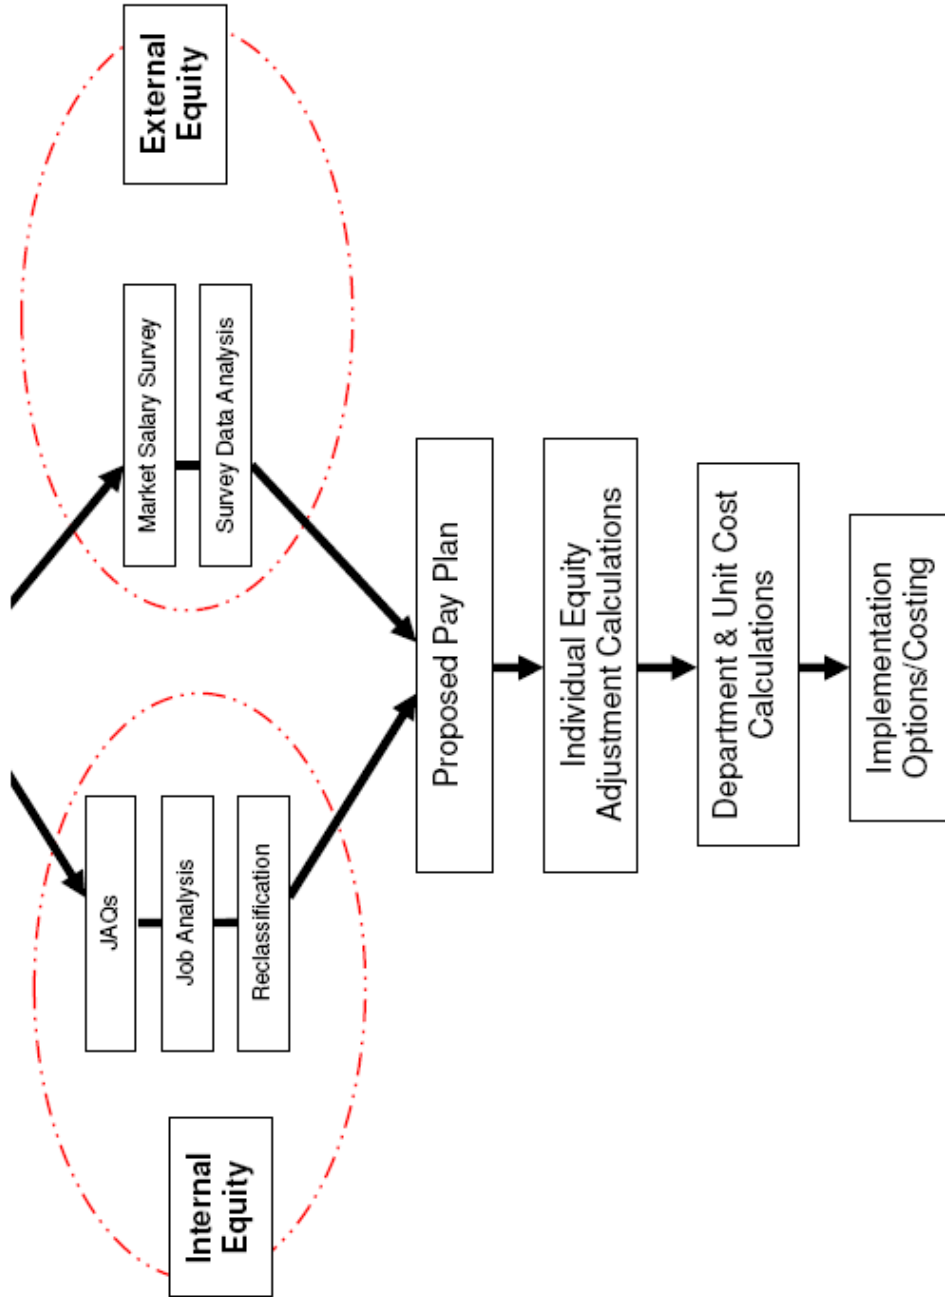 JAQs
Job Analysis
Reclassification
Internal
Equity
Market Salary Survey
Survey Data Analysis
External
Equity
Proposed Pay Plan
Individual Equity
Adjustment Calculations
Department & Unit Cost
Calculations
Implementation
Options/Costing